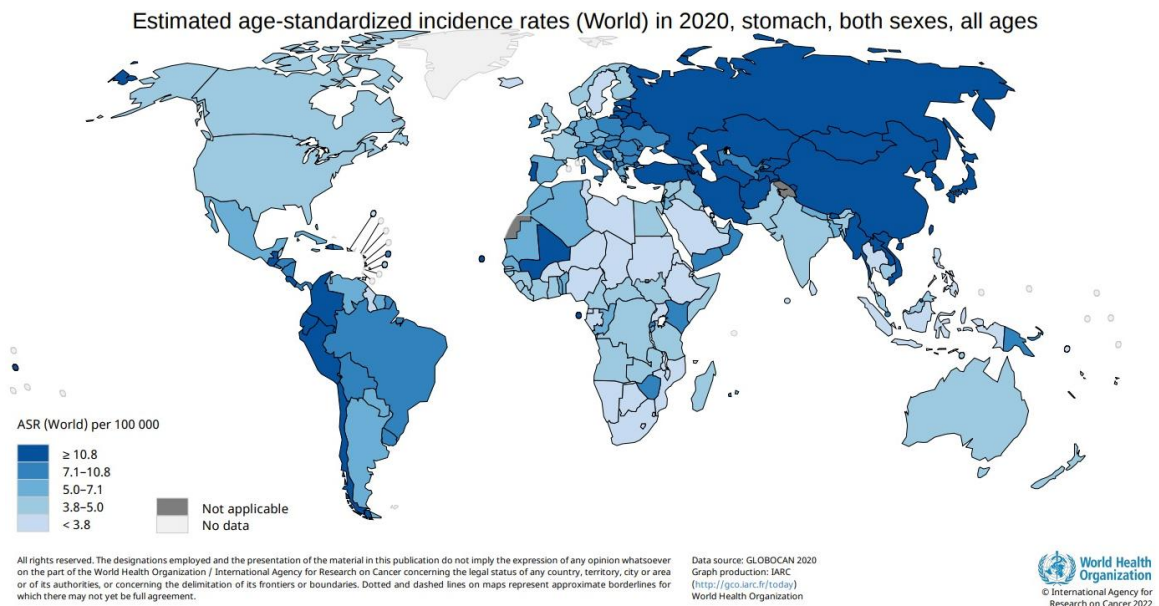 Estimated age-standardized incidence rates (World) in 2020, stomach, both sexes, all ages
ASR (World) per 100 000
≥ 10.8
7.1–10.8
5.0–7.1
3.8–5.0
< 3.8
Not applicable
No data
All rights reserved. The designations employed and the presentation of the material in this publication do not imply the expression of any opinion whatsoever
on the part of the World Health Organization / International Agency for Research on Cancer concerning the legal status of any country, territory, city or area
or of its authorities, or concerning the delimitation of its frontiers or boundaries. Dotted and dashed lines on maps represent approximate borderlines for
which there may not yet be full agreement.
Data source: GLOBOCAN 2020
Graph production: IARC
(http://gco.iarc.fr/today)
World Health Organization
World Health
Organization
© International Agency for
Research on Cancer 2022